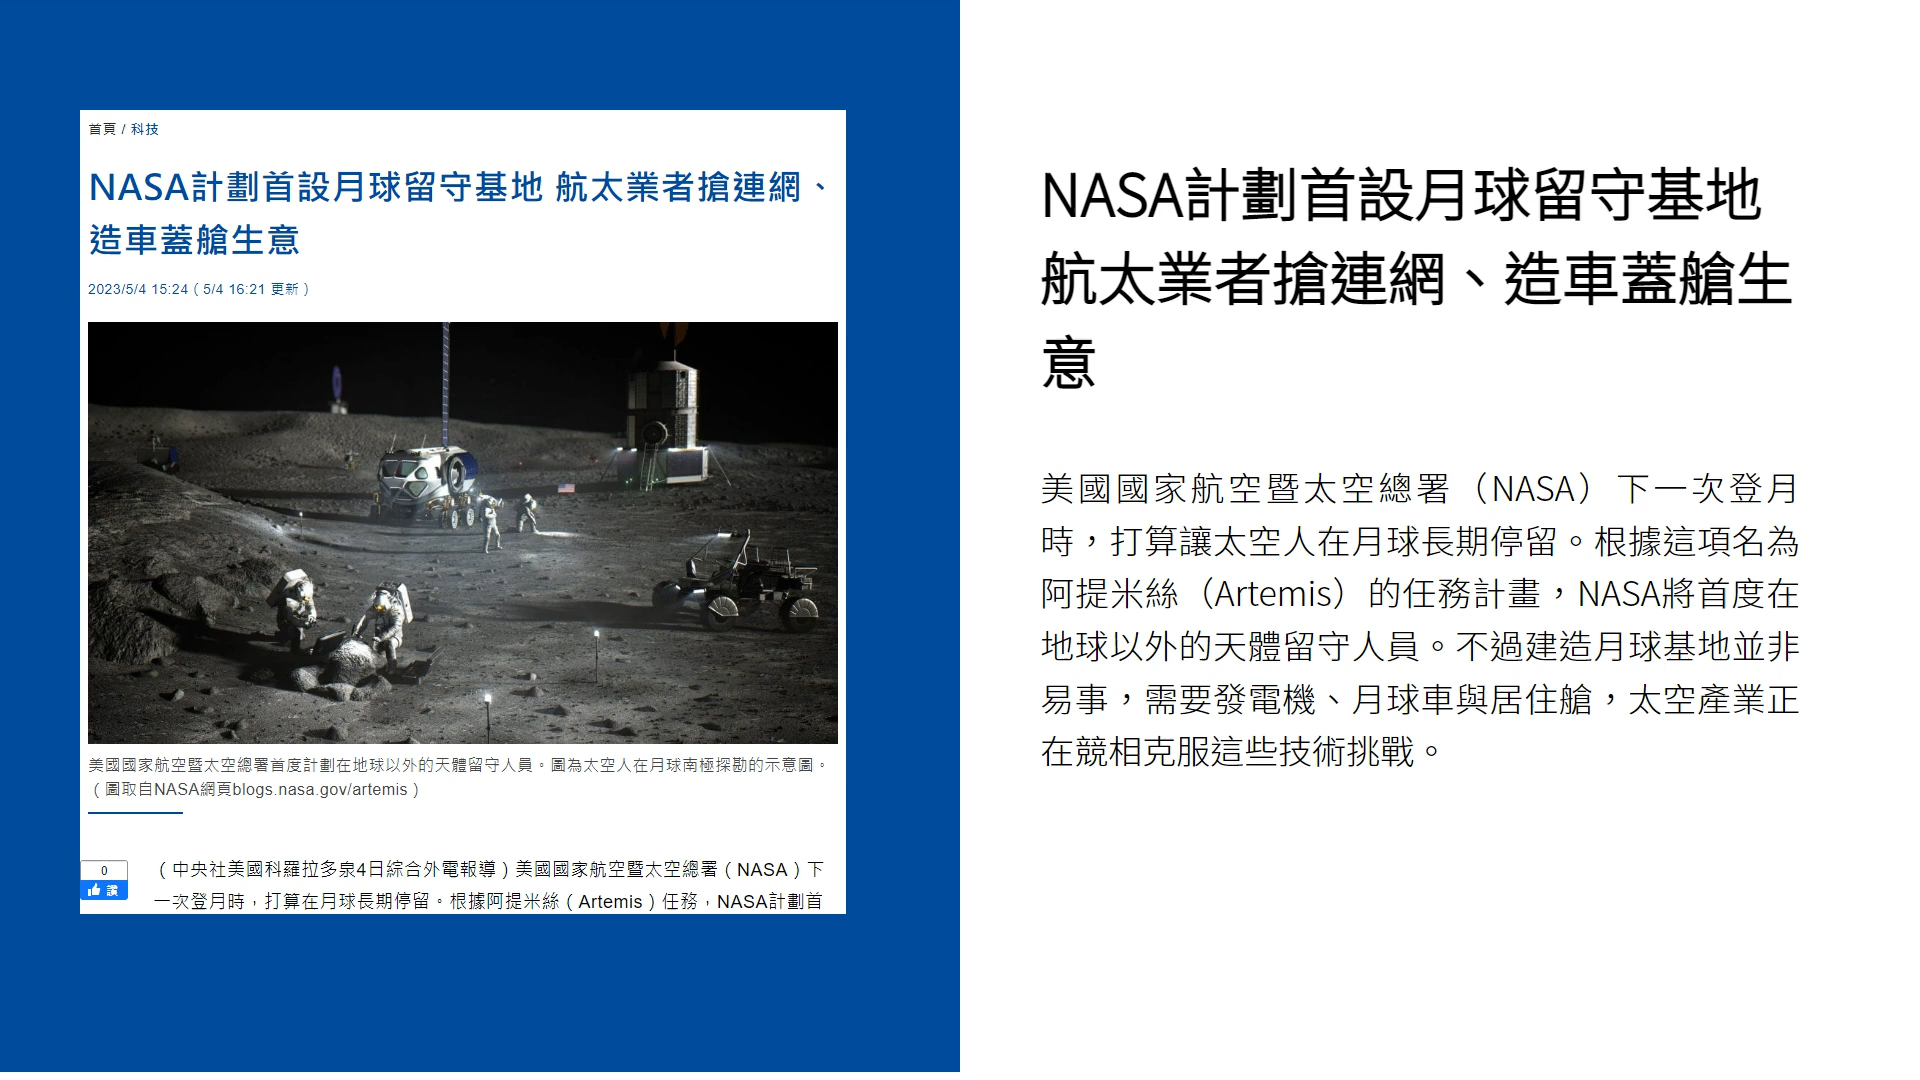 首頁 / 科技
NASA計劃首設月球留守基地 航太業者搶連網、
造車蓋艙生意
2023/5/4 15:24（5/4 16:21 更新）
美國國家航空暨太空總署首度計劃在地球以外的天體留守人員。圖為太空人在月球南極探勘的示意圖。
（圖取自NASA網頁blogs.nasa.gov/artemis）
0
讚
（中央社美國科羅拉多泉4日綜合外電報導）美國國家航空暨太空總署（NASA）下
一次登月時，打算在月球長期停留。根據阿提米絲（Artemis）任務，NASA計劃首
NASA計劃首設月球留守基地
航太業者搶連網、造車蓋艙生
意
美國國家航空暨太空總署（NASA）下一次登月
時，打算讓太空人在月球長期停留。根據這項名為
阿提米絲（Artemis）的任務計畫，NASA將首度在
地球以外的天體留守人員。不過建造月球基地並非
易事，需要發電機、月球車與居住艙，太空產業正
在競相克服這些技術挑戰。